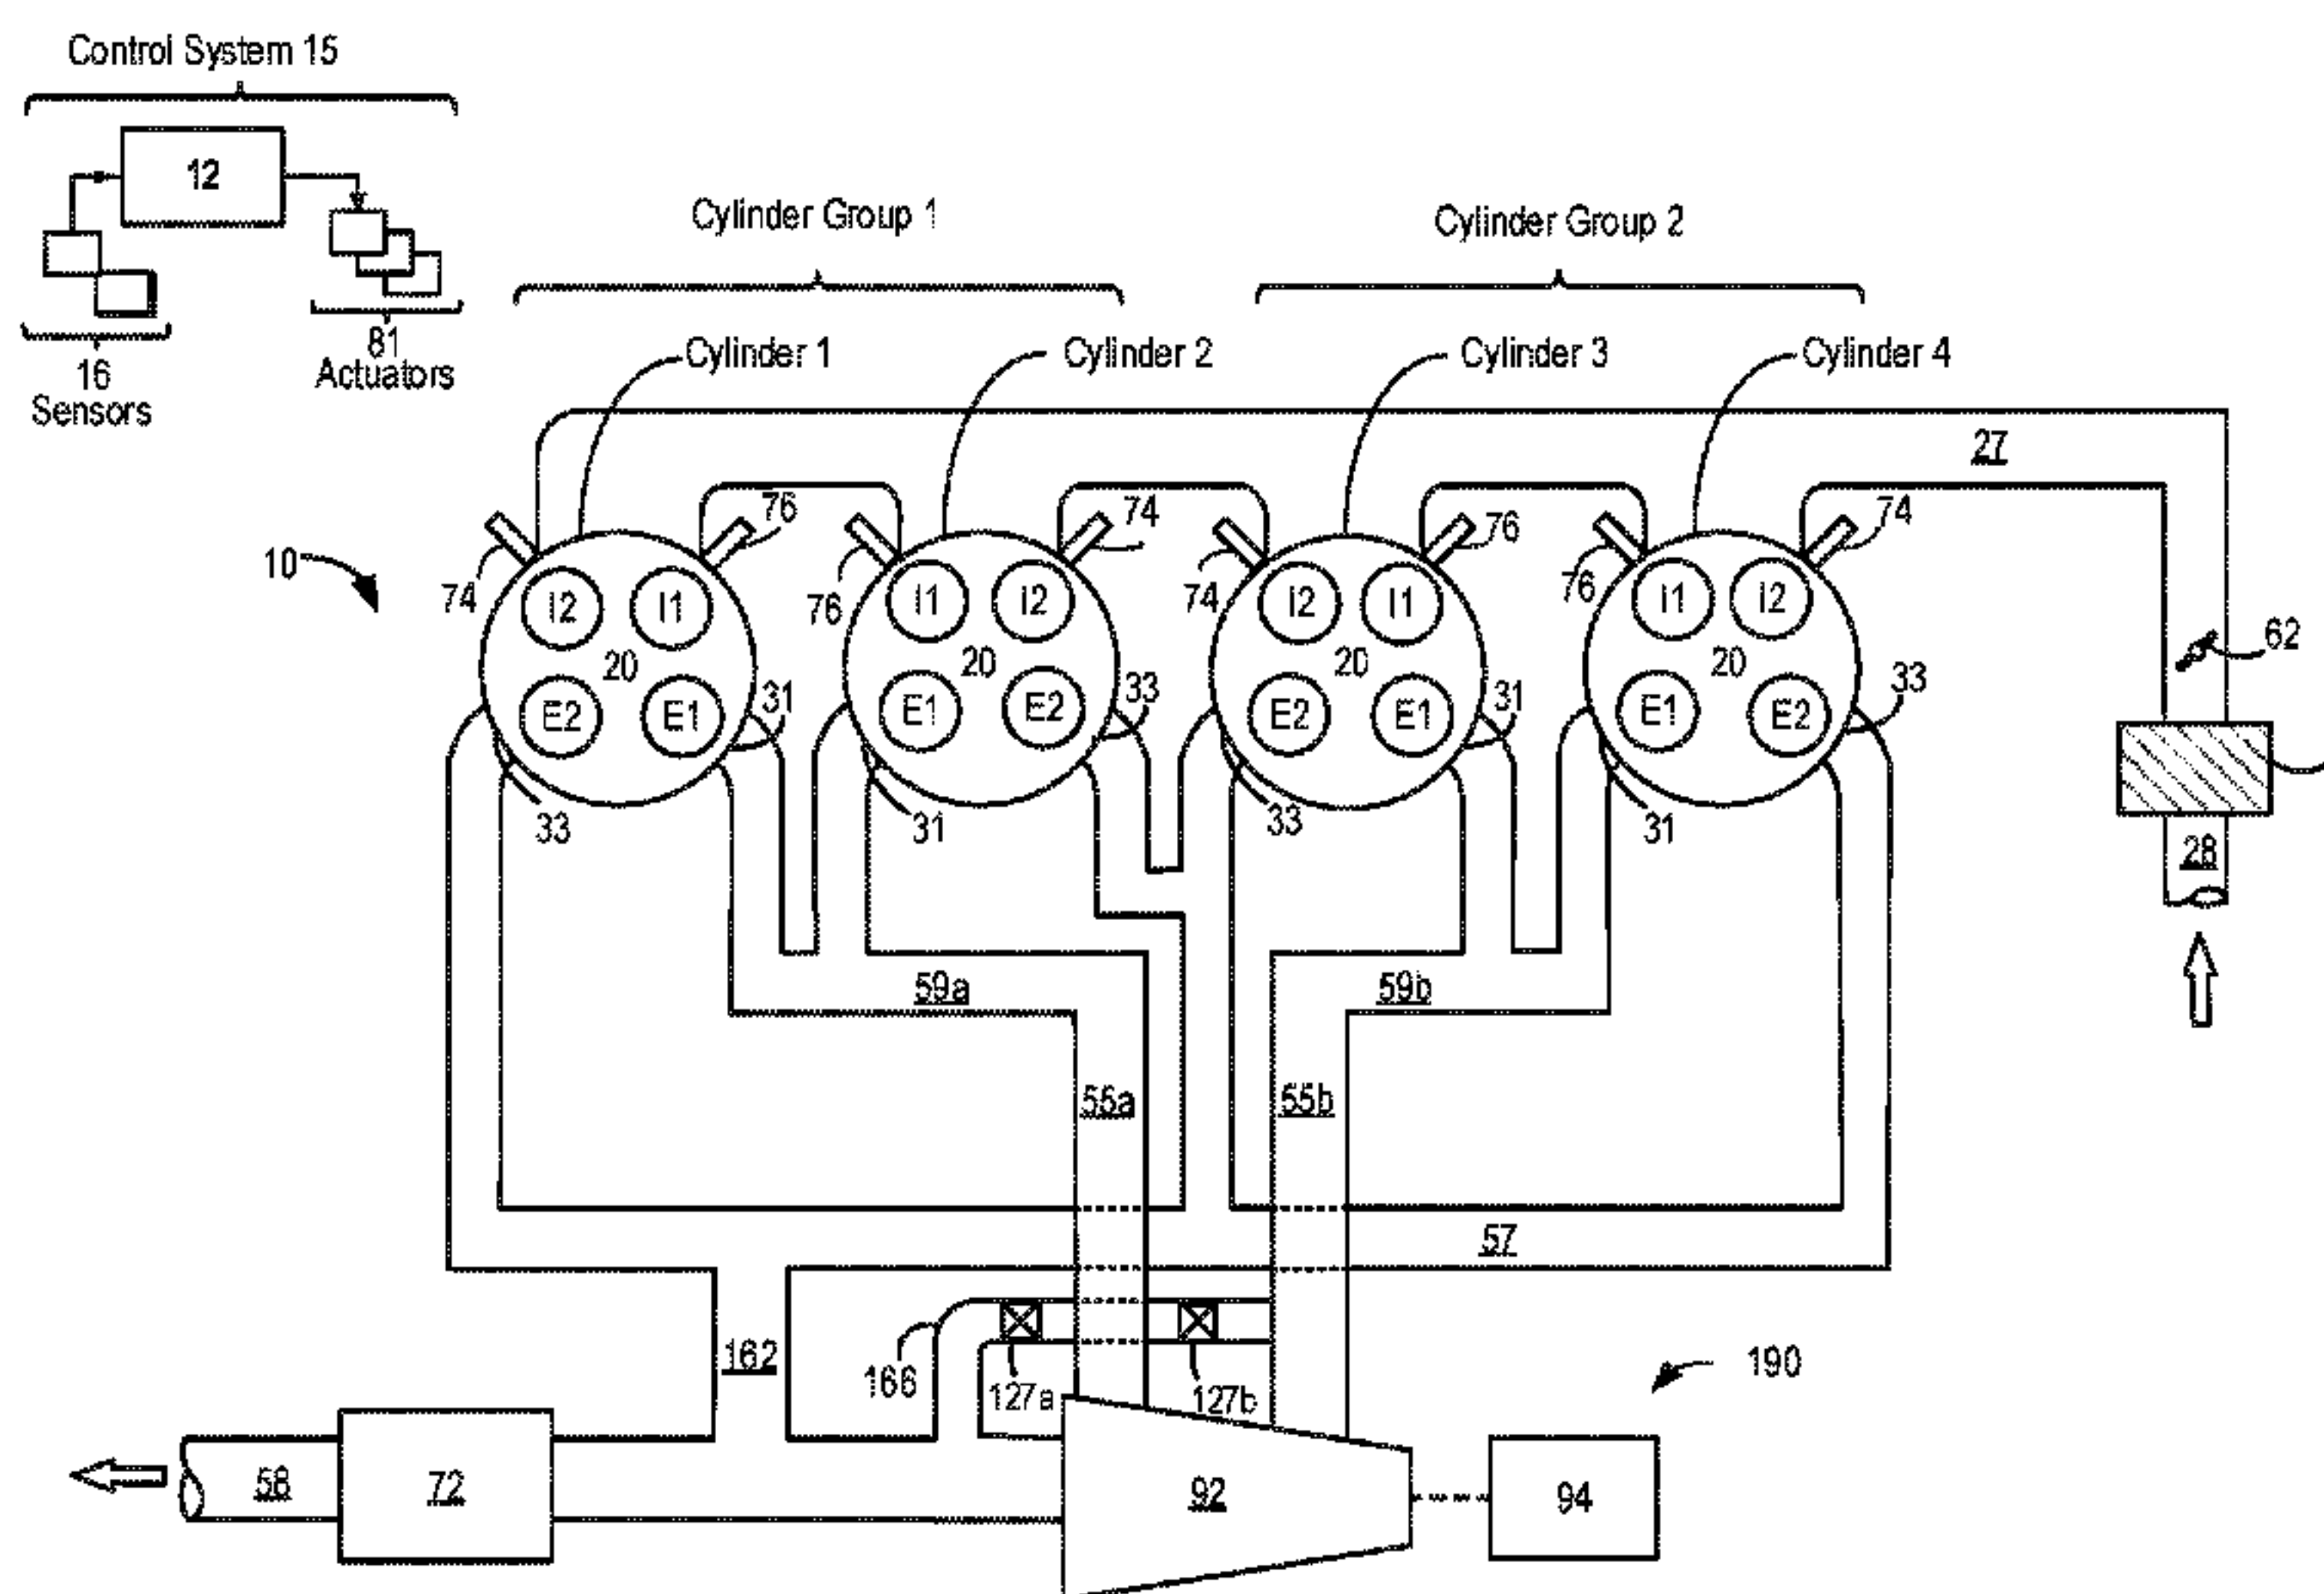 Control System 15
12
81
Actuators
16
Sensors
Cylinder Group 1
Cylinder Group 2
Cylinder 1
Cylinder 2
Cylinder 3
Cylinder 4
27
10
74
76
76
74
74
76
76
74
62
I2
I1
I1
I2
I2
I1
I1
I2
20
20
20
20
E2
E1
E1
E2
E2
E1
E1
E2
31
33
31
33
33
31
33
31
28
59a
59b
55a
55b
57
162
166
127a
127b
190
58
72
92
94